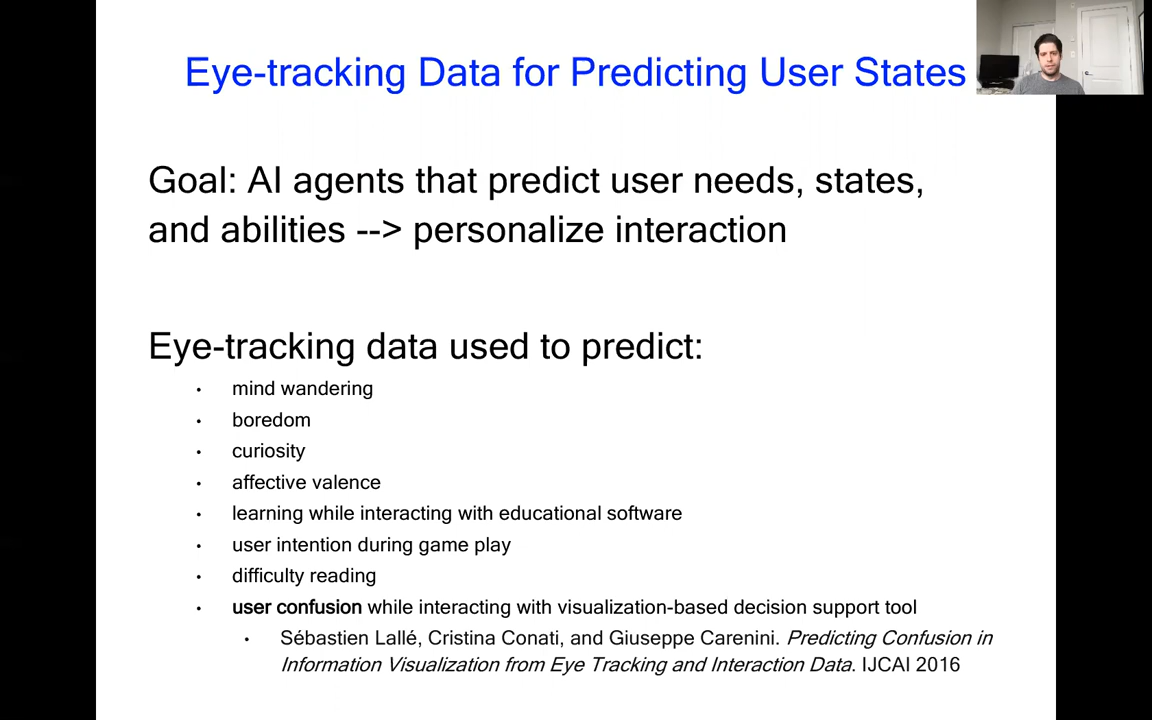 Eye-tracking Data for Predicting User States
Goal: AI agents that predict user needs, states,
and abilities --> personalize interaction
Eye-tracking data used to predict:
• mind wandering
• boredom
• curiosity
• affective valence
• learning while interacting with educational software
• user intention during game play
• difficulty reading
• user confusion while interacting with visualization-based decision support tool
• Sébastien Lallé, Cristina Conati, and Giuseppe Carenini. Predicting Confusion in
Information Visualization from Eye Tracking and Interaction Data. IJCAI 2016